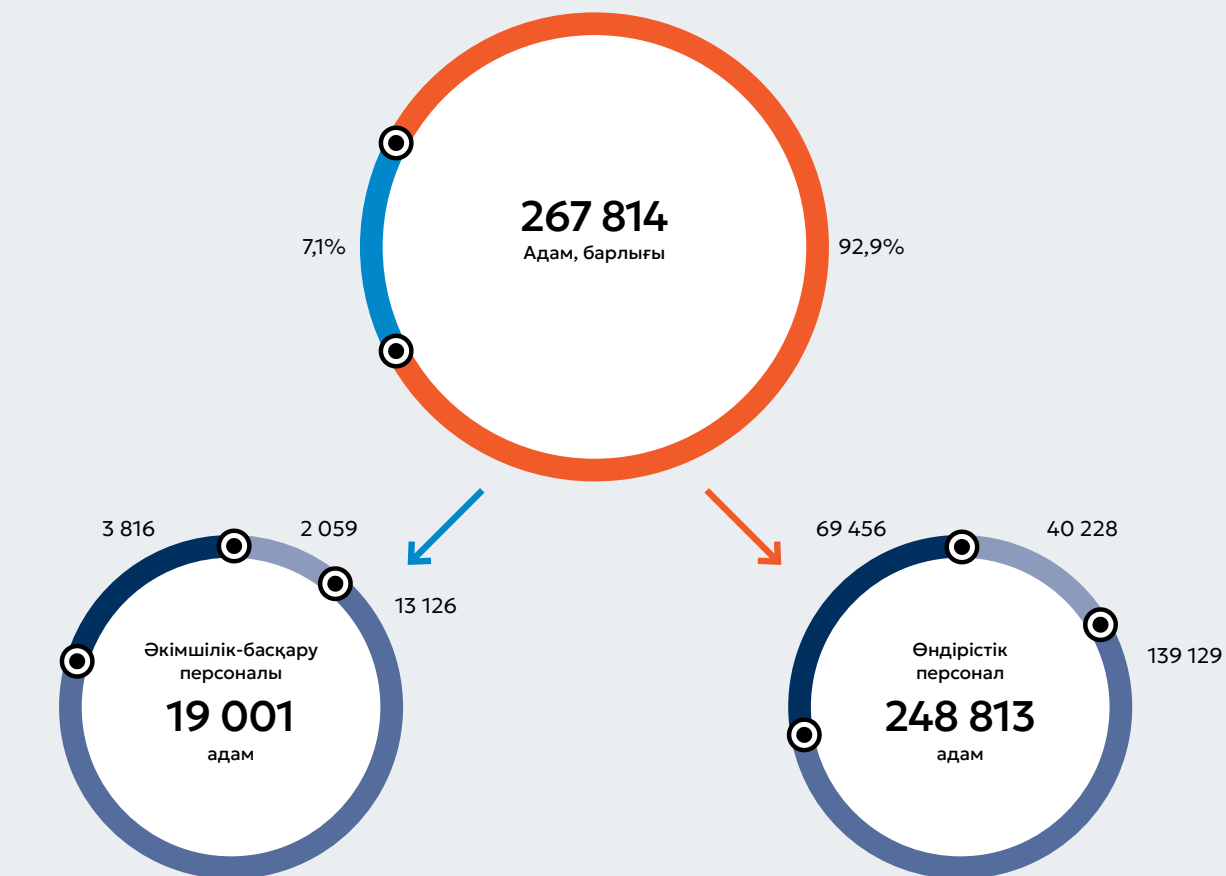 267 814
Адам, барлығы
7,1%
92,9%
3 816
2 059
13 126
Әкімшілік-басқару
персоналы
19 001
адам
69 456
40 228
139 129
Өндірістік
персонал
248 813
адам